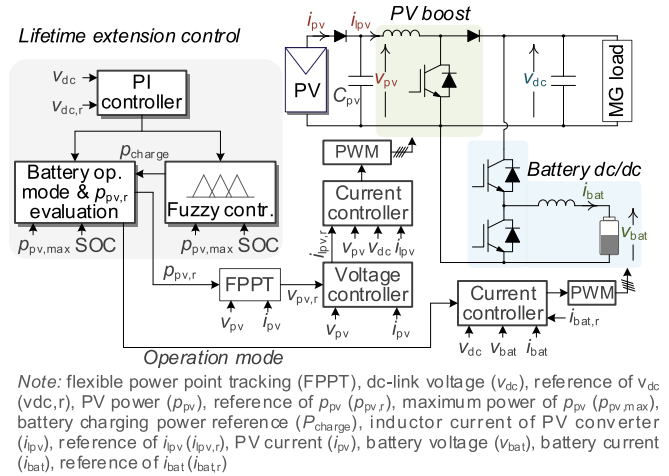 Lifetime extension control
PV boost
i_pv
i_lpv
v_dc
v_dc,r
PI
controller
PV
C_pv
v_pv
v_dc
MG load
p_charge
PWM
Battery dc/dc
Battery op.
mode & p_pv,r
evaluation
Fuzzy contr.
Current
controller
i_bat
v_bat
p_pv,max SOC
p_pv,max SOC
i_lpv,r
v_pv v_dc i_lpv
p_pv,r
FPPT
v_pv,r
Voltage
controller
v_pv
i_pv
v_pv
i_pv
Current
controller
PWM
i_bat,r
v_dc
v_bat
i_bat
Operation mode
Note: flexible power point tracking (FPPT), dc-link voltage (v_dc), reference of v_dc
(vdc,r), PV power (p_pv), reference of p_pv (p_pv,r), maximum power of p_pv (p_pv,max),
battery charging power reference (P_charge), inductor current of PV converter
(i_lpv), reference of i_lpv (i_lpv,r), PV current (i_pv), battery voltage (v_bat), battery current
(i_bat), reference of i_bat (i_bat,r)